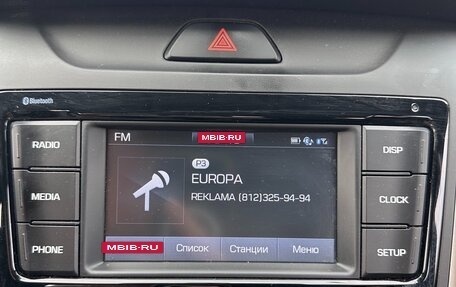 Bluetooth
RADIO
MEDIA
PHONE
FM
MBIB.RU
P3
EUROPA
REKLAMA (812)325-94-94
MBIB.RU
Список
Станции
Меню
DISP
CLOCK
SETUP